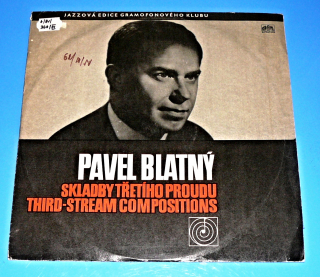 JAZZOVÁ EDICE GRAMOFONOVÉHO KLUBU
PAVEL BLATNÝ
SKLADBY TŘETÍHO PROUDU
THIRD-STREAM COMPOSITIONS